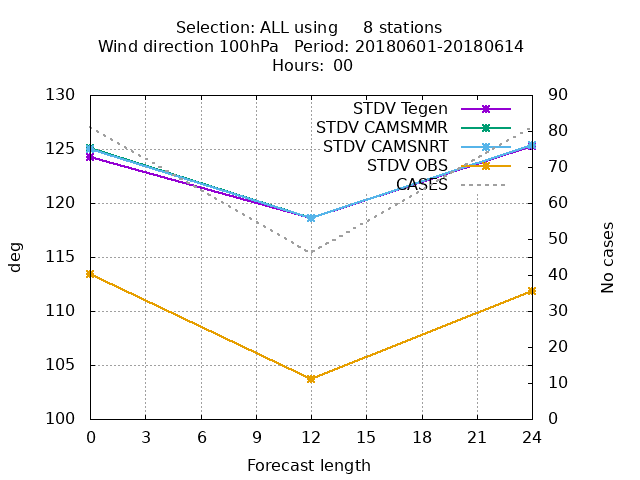 Selection: ALL using     8 stations
Wind direction 100hPa   Period: 20180601-20180614
Hours:  00
130
125
120
115
110
105
100
90
80
70
60
50
40
30
20
10
0
STDV Tegen
STDV CAMSMMR
STDV CAMSNRT
STDV OBS
CASES
deg
No cases
0 3 6 9 12 15 18 21 24
Forecast length